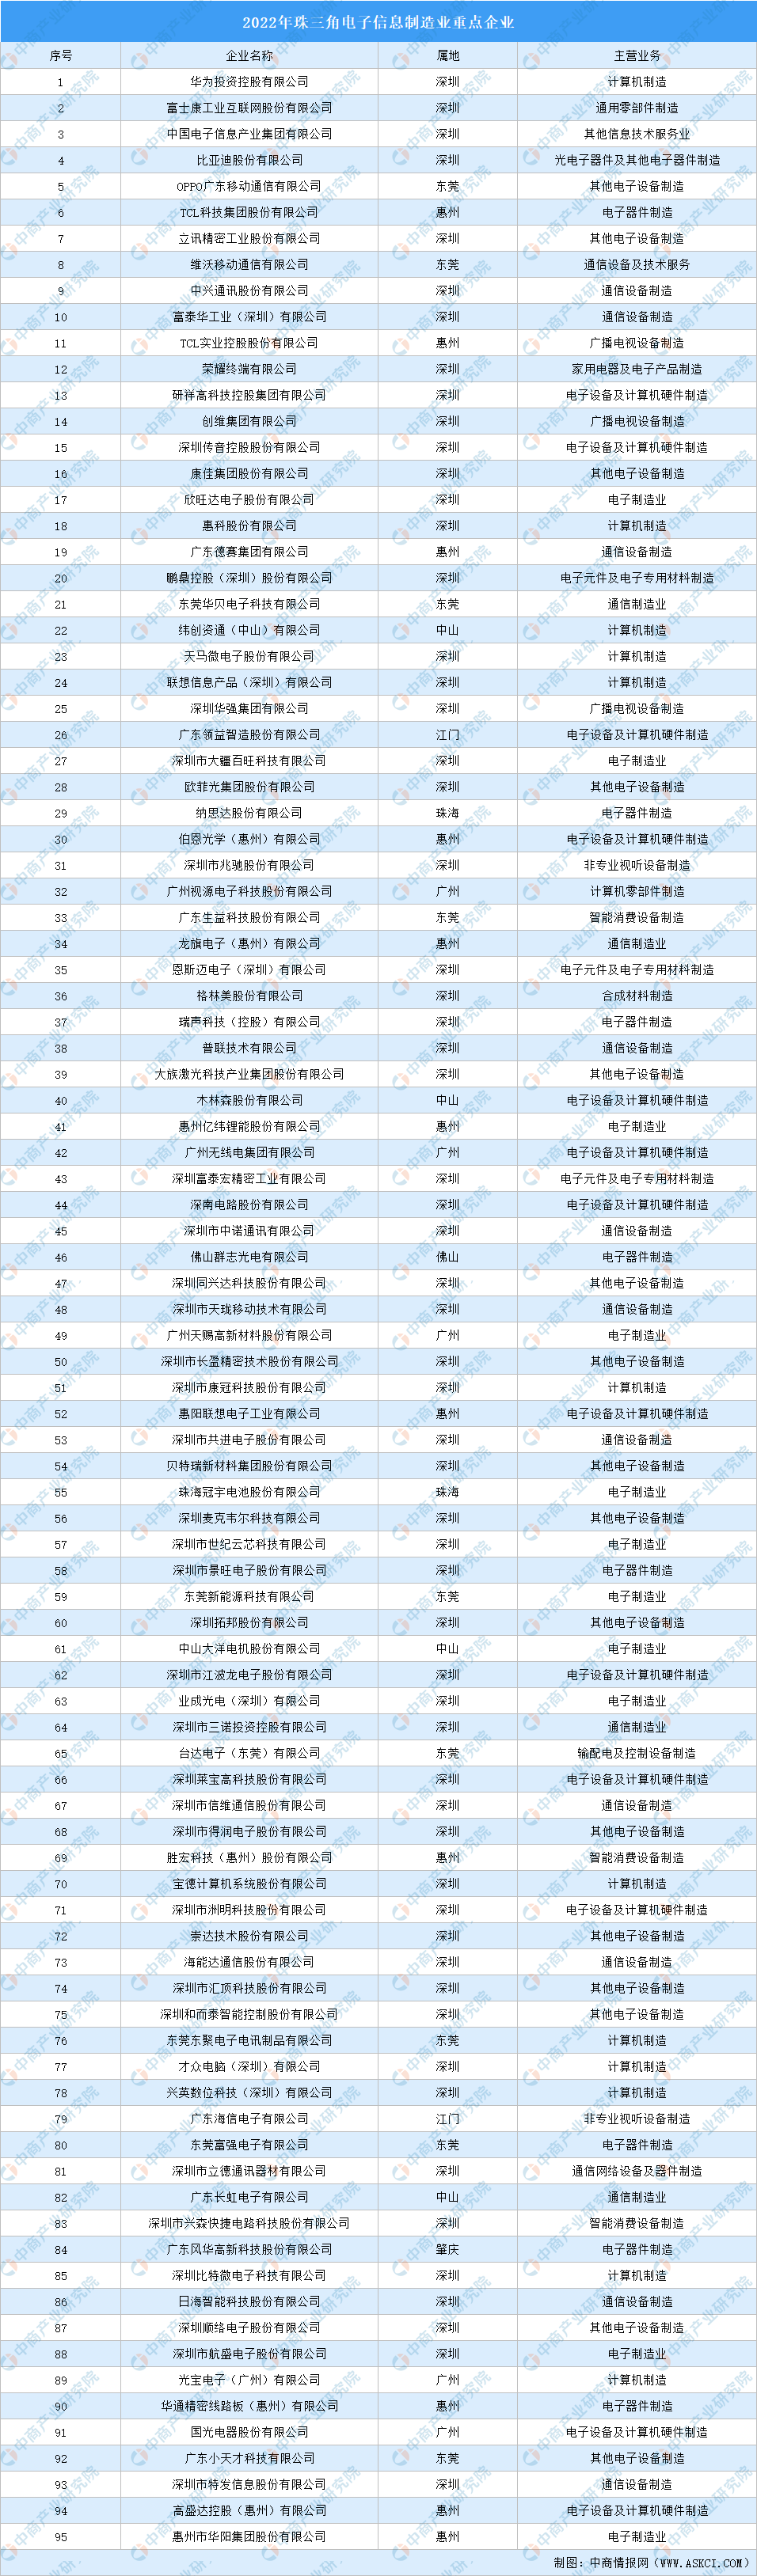 2022年珠三角电子信息制造业重点企业
序号 企业名称 属地 主营业务
1 华为投资控股有限公司 深圳 计算机制造
2 富士康工业互联网股份有限公司 深圳 通用零部件制造
3 中国电子信息产业集团有限公司 深圳 其他信息技术服务业
4 比亚迪股份有限公司 深圳 光电子器件及其他电子器件制造
5 OPPO广东移动通信有限公司 东莞 其他电子设备制造
6 TCL科技集团股份有限公司 惠州 电子器件制造
7 立讯精密工业股份有限公司 深圳 其他电子设备制造
8 维沃移动通信有限公司 东莞 通信设备及技术服务
9 中兴通讯股份有限公司 深圳 通信设备制造
10 富泰华工业（深圳）有限公司 深圳 通信设备制造
11 TCL实业控股股份有限公司 惠州 广播电视设备制造
12 荣耀终端有限公司 深圳 家用电器及电子产品制造
13 研祥高科技控股集团有限公司 深圳 电子设备及计算机硬件制造
14 创维集团有限公司 深圳 广播电视设备制造
15 深圳传音控股股份有限公司 深圳 电子设备及计算机硬件制造
16 康佳集团股份有限公司 深圳 其他电子设备制造
17 欣旺达电子股份有限公司 深圳 电子制造业
18 惠科股份有限公司 深圳 计算机制造
19 广东德赛集团有限公司 惠州 通信设备制造
20 鹏鼎控股（深圳）股份有限公司 深圳 电子元件及电子专用材料制造
21 东莞华贝电子科技有限公司 东莞 通信制造业
22 纬创资通（中山）有限公司 中山 计算机制造
23 天马微电子股份有限公司 深圳 计算机制造
24 联想信息产品（深圳）有限公司 深圳 计算机制造
25 深圳华强集团有限公司 深圳 广播电视设备制造
26 广东领益智造股份有限公司 江门 电子设备及计算机硬件制造
27 深圳市大疆百旺科技有限公司 深圳 电子制造业
28 欧菲光集团股份有限公司 深圳 其他电子设备制造
29 纳思达股份有限公司 珠海 电子器件制造
30 伯恩光学（惠州）有限公司 惠州 电子设备及计算机硬件制造
31 深圳市兆驰股份有限公司 深圳 非专业视听设备制造
32 广州视源电子科技股份有限公司 广州 计算机零部件制造
33 广东生益科技股份有限公司 东莞 智能消费设备制造
34 龙旗电子（惠州）有限公司 惠州 通信制造业
35 恩斯迈电子（深圳）有限公司 深圳 电子元件及电子专用材料制造
36 格林美股份有限公司 深圳 合成材料制造
37 瑞声科技（控股）有限公司 深圳 电子器件制造
38 普联技术有限公司 深圳 通信设备制造
39 大族激光科技产业集团股份有限公司 深圳 其他电子设备制造
40 木林森股份有限公司 中山 电子设备及计算机硬件制造
41 惠州亿纬锂能股份有限公司 惠州 电子制造业
42 广州无线电集团有限公司 广州 电子设备及计算机硬件制造
43 深圳富泰宏精密工业有限公司 深圳 电子元件及电子专用材料制造
44 深南电路股份有限公司 深圳 电子设备及计算机硬件制造
45 深圳市中诺通讯有限公司 深圳 通信设备制造
46 佛山群志光电有限公司 佛山 电子器件制造
47 深圳同兴达科技股份有限公司 深圳 其他电子设备制造
48 深圳市天珑移动技术有限公司 深圳 通信设备制造
49 广州天赐高新材料股份有限公司 广州 电子制造业
50 深圳市长盈精密技术股份有限公司 深圳 其他电子设备制造
51 深圳市康冠科技股份有限公司 深圳 计算机制造
52 惠阳联想电子工业有限公司 惠州 电子设备及计算机硬件制造
53 深圳市共进电子股份有限公司 深圳 通信设备制造
54 贝特瑞新材料集团股份有限公司 深圳 其他电子设备制造
55 珠海冠宇电池股份有限公司 珠海 电子制造业
56 深圳麦克韦尔科技有限公司 深圳 其他电子设备制造
57 深圳市世纪云芯科技有限公司 深圳 电子制造业
58 深圳市景旺电子股份有限公司 深圳 电子器件制造
59 东莞新能源科技有限公司 东莞 电子制造业
60 深圳拓邦股份有限公司 深圳 其他电子设备制造
61 中山大洋电机股份有限公司 中山 电子制造业
62 深圳市江波龙电子股份有限公司 深圳 电子设备及计算机硬件制造
63 业成光电（深圳）有限公司 深圳 电子制造业
64 深圳市三诺投资控股有限公司 深圳 通信制造业
65 台达电子（东莞）有限公司 东莞 输配电及控制设备制造
66 深圳莱宝高科技股份有限公司 深圳 电子设备及计算机硬件制造
67 深圳市信维通信股份有限公司 深圳 通信设备制造
68 深圳市得润电子股份有限公司 深圳 其他电子设备制造
69 胜宏科技（惠州）股份有限公司 惠州 智能消费设备制造
70 宝德计算机系统股份有限公司 深圳 计算机制造
71 深圳市洲明科技股份有限公司 深圳 电子设备及计算机硬件制造
72 崇达技术股份有限公司 深圳 其他电子设备制造
73 海能达通信股份有限公司 深圳 通信设备制造
74 深圳市汇顶科技股份有限公司 深圳 其他电子设备制造
75 深圳和而泰智能控制股份有限公司 深圳 其他电子设备制造
76 东莞东聚电子电讯制品有限公司 东莞 计算机制造
77 才众电脑（深圳）有限公司 深圳 计算机制造
78 兴英数位科技（深圳）有限公司 深圳 计算机制造
79 广东海信电子有限公司 江门 非专业视听设备制造
80 东莞富强电子有限公司 东莞 电子器件制造
81 深圳市立德通讯器材有限公司 深圳 通信网络设备及器件制造
82 广东长虹电子有限公司 中山 通信制造业
83 深圳市兴森快捷电路科技股份有限公司 深圳 智能消费设备制造
84 广东风华高新科技股份有限公司 肇庆 电子器件制造
85 深圳比特微电子科技有限公司 深圳 计算机制造
86 日海智能科技股份有限公司 深圳 通信设备制造
87 深圳顺络电子股份有限公司 深圳 其他电子设备制造
88 深圳市航盛电子股份有限公司 深圳 电子制造业
89 光宝电子（广州）有限公司 广州 计算机制造
90 华通精密线路板（惠州）有限公司 惠州 电子器件制造
91 国光电器股份有限公司 广州 电子设备及计算机硬件制造
92 广东小天才科技有限公司 东莞 其他电子设备制造
93 深圳市特发信息股份有限公司 深圳 通信设备制造
94 高盛达控股（惠州）有限公司 惠州 电子设备及计算机硬件制造
95 惠州市华阳集团股份有限公司 惠州 电子制造业
制图：中商情报网（WWW.ASKCI.COM）